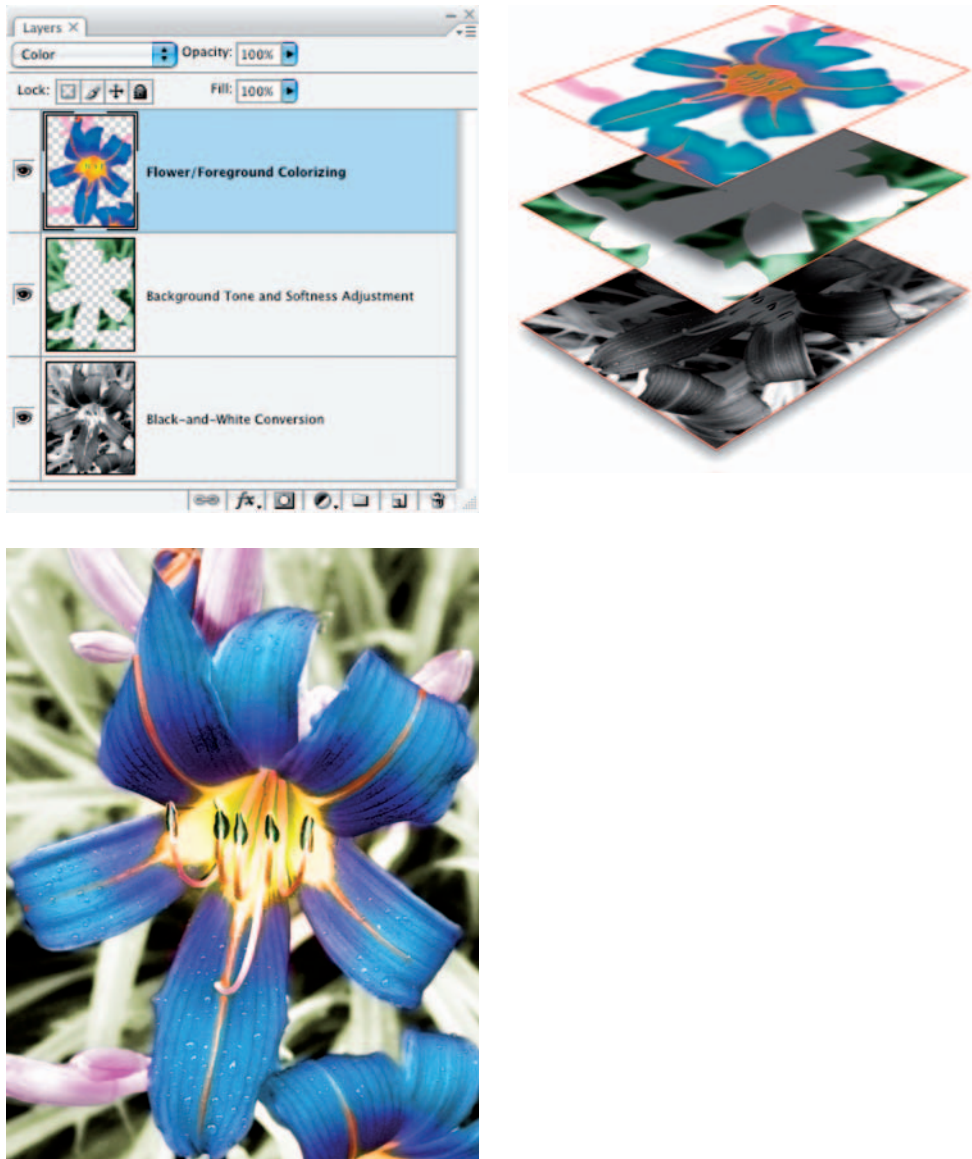 Layers
Color Opacity: 100%
Lock: Fill: 100%
Flower/Foreground Colorizing
Background Tone and Softness Adjustment
Black-and-White Conversion
fx.